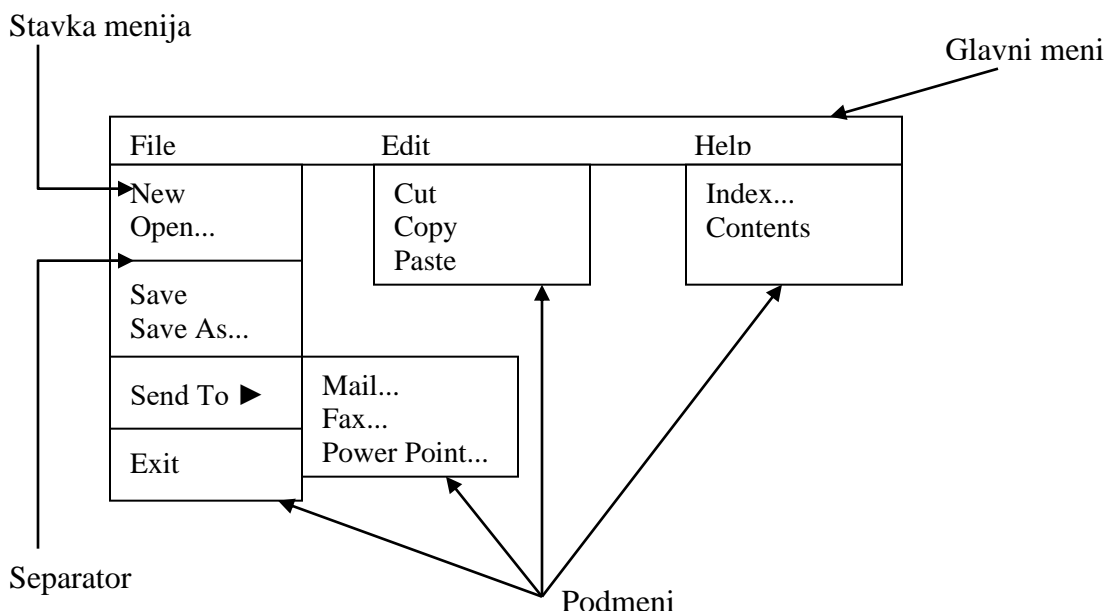 Stavka menija
Glavni meni
File Edit Help
New
Open...
Save
Save As...
Send To ►
Exit
Cut
Copy
Paste
Index...
Contents
Mail...
Fax...
Power Point...
Separator
Podmeni